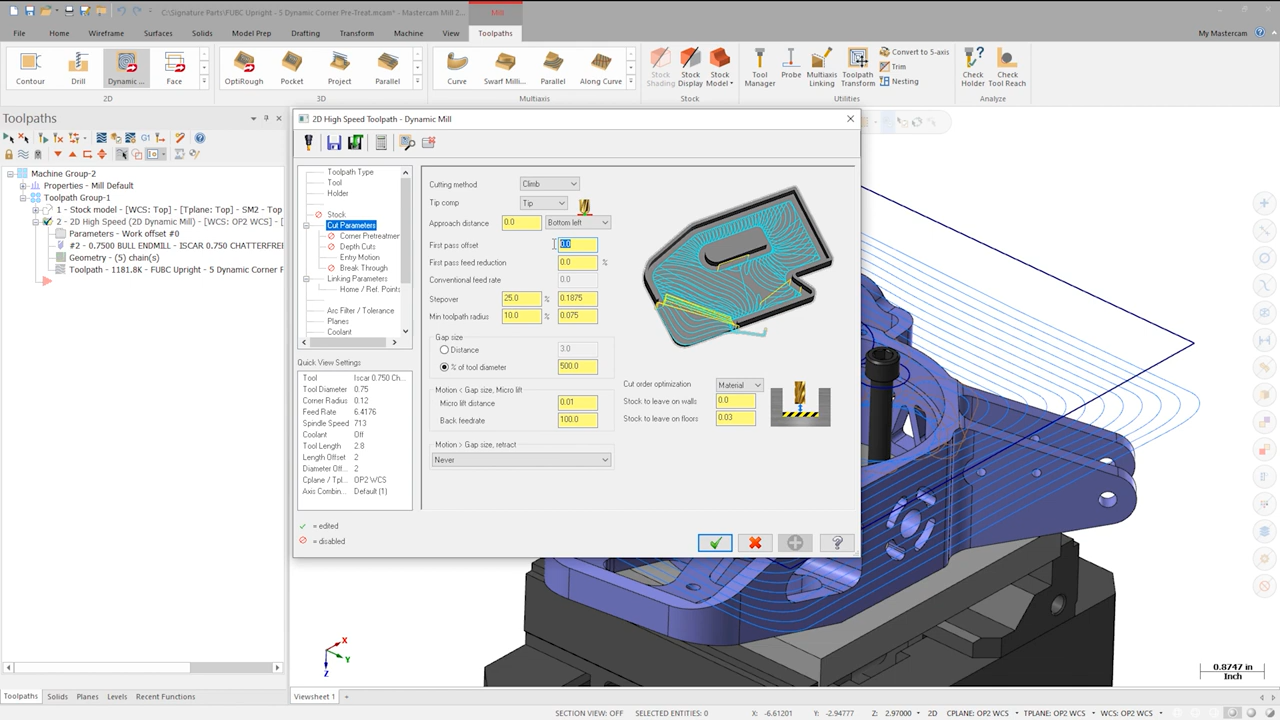 C:\Signature Parts\FUBC Upright - 5 Dynamic Corner Pre-Treat.mcam* - Mastercam Mill 2...
Mill
File Home Wireframe Surfaces Solids Model Prep Drafting Transform Machine View Toolpaths My Mastercam
Contour Drill Dynamic ... Face OptiRough Pocket Project Parallel Curve Swarf Milli... Parallel Along Curve
Stock Shading Stock Display Stock Model Tool Manager Probe Multiaxis Linking Toolpath Transform
Convert to 5-axis
Trim
Nesting
Check Holder Check Tool Reach
2D 3D Multiaxis Stock Utilities Analyze
Toolpaths
Machine Group-2
Properties - Mill Default
Toolpath Group-1
1 - Stock model - [WCS: Top] - [Tplane: Top] - SM2 - To
2 - 2D High Speed (2D Dynamic Mill) - [WCS: OP2 WCS]
Parameters - Work offset #0
#2 - 0.7500 BULL ENDMILL - ISCAR 0.750 CHATTERFREE
Geometry - (5) chain(s)
Toolpath - 1181.8K - FUBC Upright - 5 Dynamic Corner F
2D High Speed Toolpath - Dynamic Mill
Toolpath Type
Tool
Holder
Stock
Cut Parameters
Corner Pretreatmen
Depth Cuts
Entry Motion
Break Through
Linking Parameters
Home / Ref. Points
Arc Filter / Tolerance
Planes
Coolant
Quick View Settings
Tool Iscar 0.750 Ch...
Tool Diameter 0.75
Corner Radius 0.12
Feed Rate 6.4176
Spindle Speed 713
Coolant Off
Tool Length 2.8
Length Offset 2
Diameter Off... 2
Cplane / Tpl... OP2 WCS
Axis Combin... Default (1)
= edited
= disabled
Cutting method Climb
Tip comp Tip
Approach distance 0.0 Bottom left
First pass offset 0.0
First pass feed reduction 0.0 %
Conventional feed rate 0.0
Stepover 25.0 % 0.1875
Min toolpath radius 10.0 % 0.075
Gap size
Distance 3.0
% of tool diameter 500.0
Motion < Gap size, Micro lift
Micro lift distance 0.01
Back feedrate 100.0
Motion > Gap size, retract
Never
Cut order optimization Material
Stock to leave on walls 0.0
Stock to leave on floors 0.03
X
Y
Z
0.8747 in
Inch
Toolpaths Solids Planes Levels Recent Functions
Viewsheet 1 +
SECTION VIEW: OFF SELECTED ENTITIES: 0 X: -6.61201 Y: -2.94777 Z: 2.97000 2D CPLANE: OP2 WCS TPLANE: OP2 WCS WCS: OP2 WCS